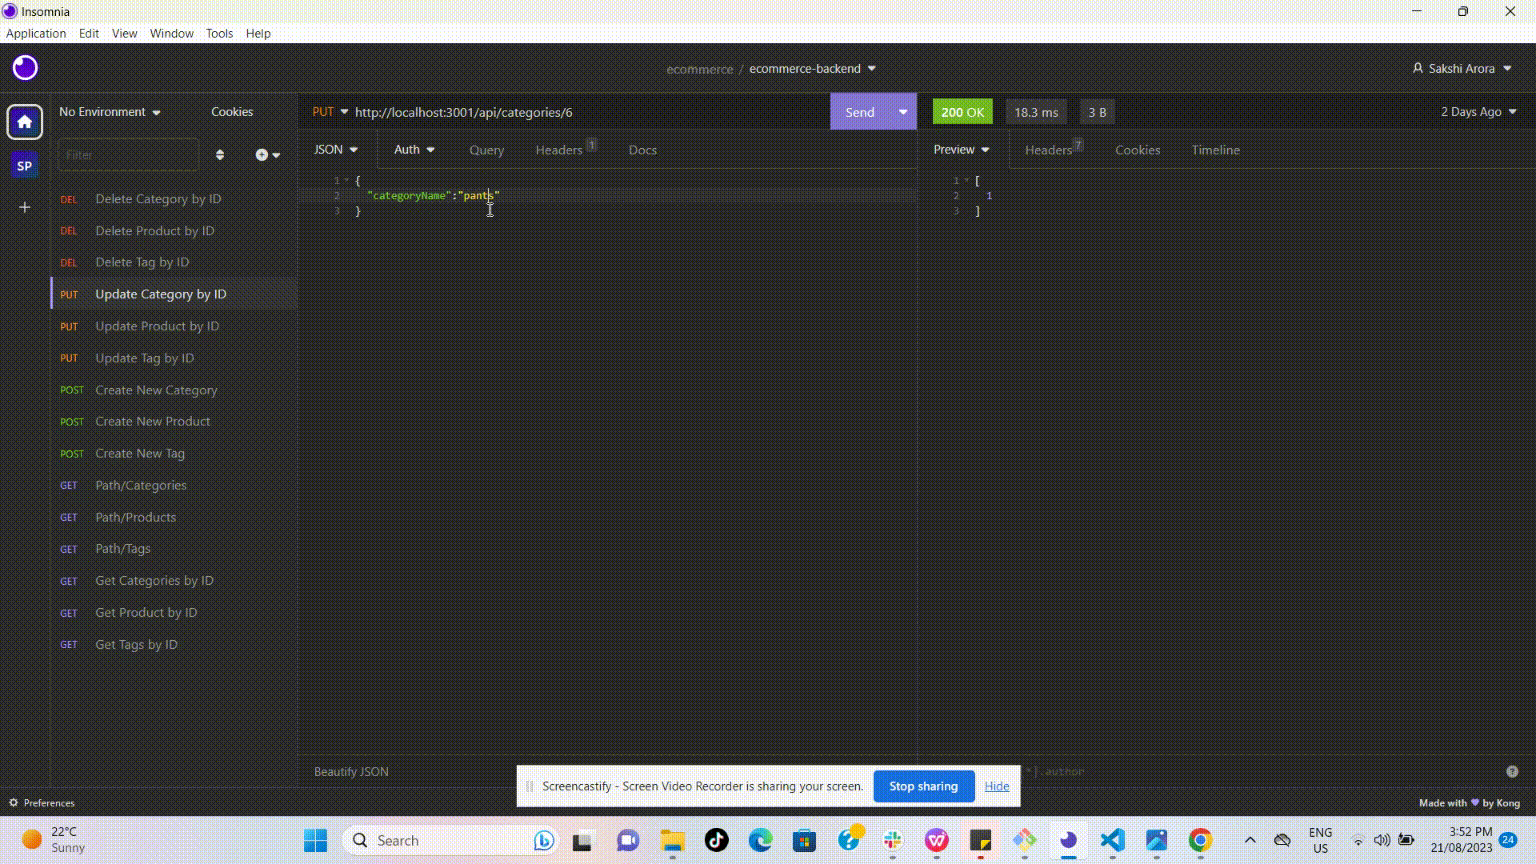 Insomnia
Application Edit View Window Tools Help
ecommerce / ecommerce-backend
Sakshi Arora
No Environment Cookies
PUT http://localhost:3001/api/categories/6
Send
200 OK 18.3 ms 3 B
2 Days Ago
Filter
JSON Auth Query Headers 1 Docs
Preview Headers 7 Cookies Timeline
SP
1 {
2 "categoryName":"pants"
3 }
1 [
2 1
3 ]
DEL Delete Category by ID
DEL Delete Product by ID
DEL Delete Tag by ID
PUT Update Category by ID
PUT Update Product by ID
PUT Update Tag by ID
POST Create New Category
POST Create New Product
POST Create New Tag
GET Path/Categories
GET Path/Products
GET Path/Tags
GET Get Categories by ID
GET Get Product by ID
GET Get Tags by ID
Beautify JSON
*].author
Screencastify - Screen Video Recorder is sharing your screen.
Stop sharing
Hide
Preferences
Made with by Kong
22°C
Sunny
Search
ENG
US
3:52 PM
21/08/2023
24